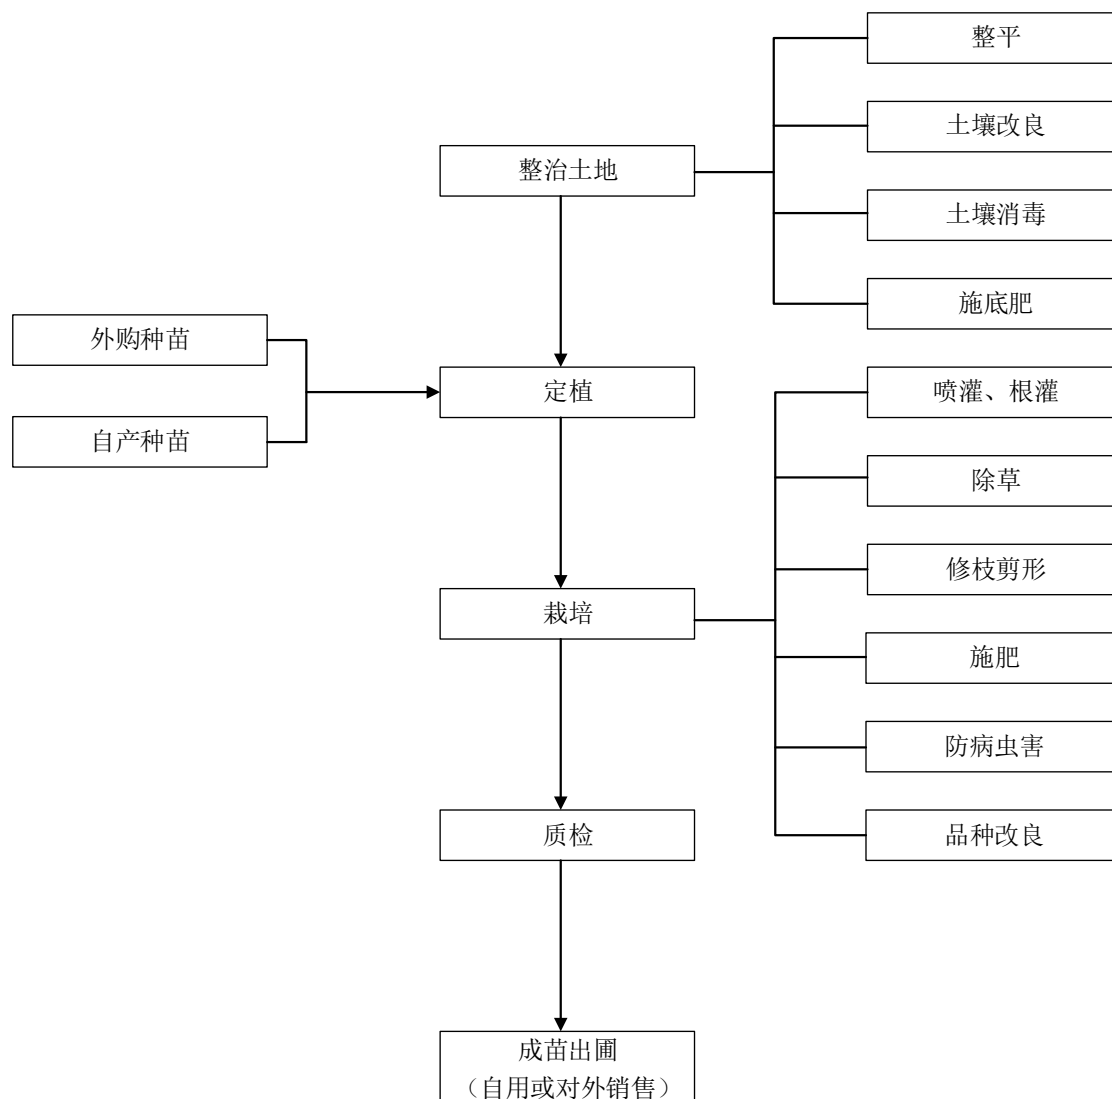 整平
土壤改良
整治土地
土壤消毒
施底肥
外购种苗
定植
喷灌、根灌
自产种苗
除草
修枝剪形
栽培
施肥
防病虫害
质检
品种改良
成苗出圃
（自用或对外销售）